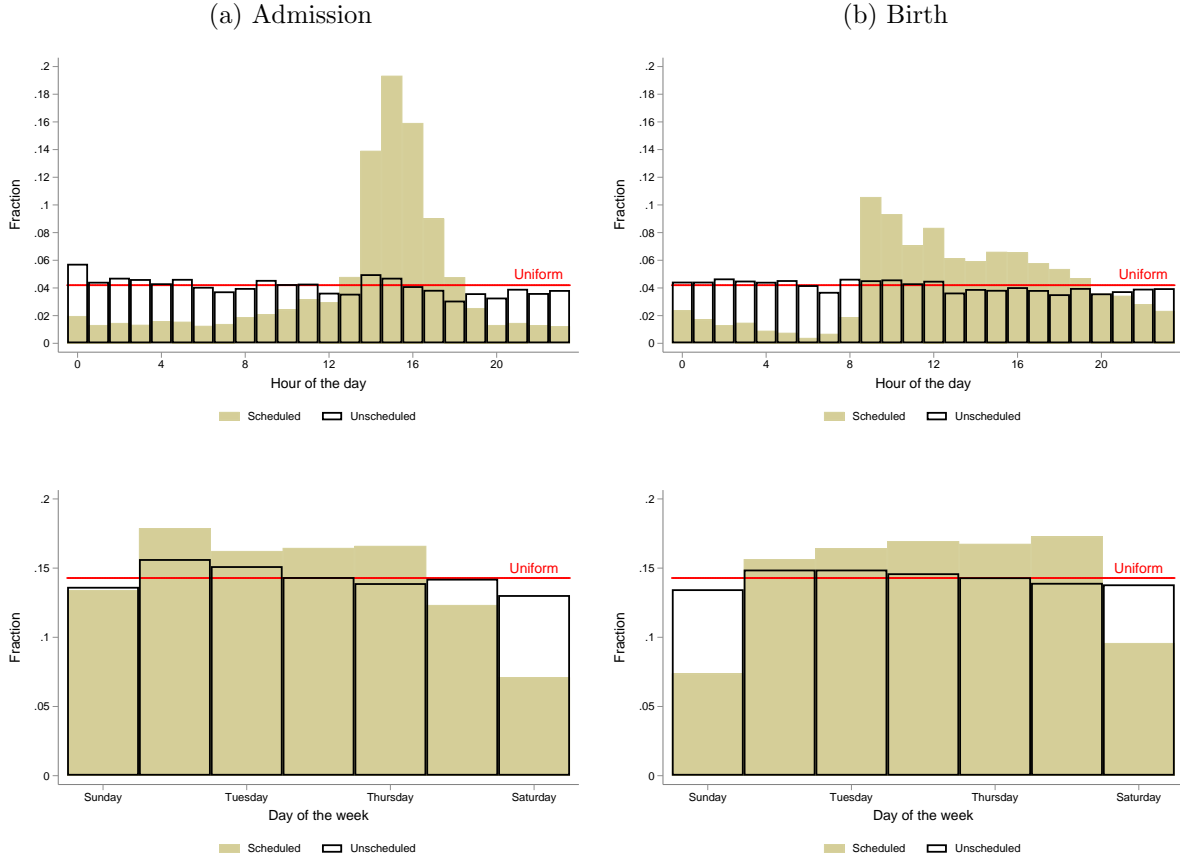 (a) Admission
(b) Birth
.2
.18
.16
.14
.12
.1
.08
.06
.04
.02
0
Fraction
Uniform
0 4 8 12 16 20
Hour of the day
Scheduled Unscheduled
.2
.18
.16
.14
.12
.1
.08
.06
.04
.02
0
Fraction
Uniform
0 4 8 12 16 20
Hour of the day
Scheduled Unscheduled
.2
.15
.1
.05
0
Fraction
Uniform
Sunday Tuesday Thursday Saturday
Day of the week
Scheduled Unscheduled
.2
.15
.1
.05
0
Fraction
Uniform
Sunday Tuesday Thursday Saturday
Day of the week
Scheduled Unscheduled